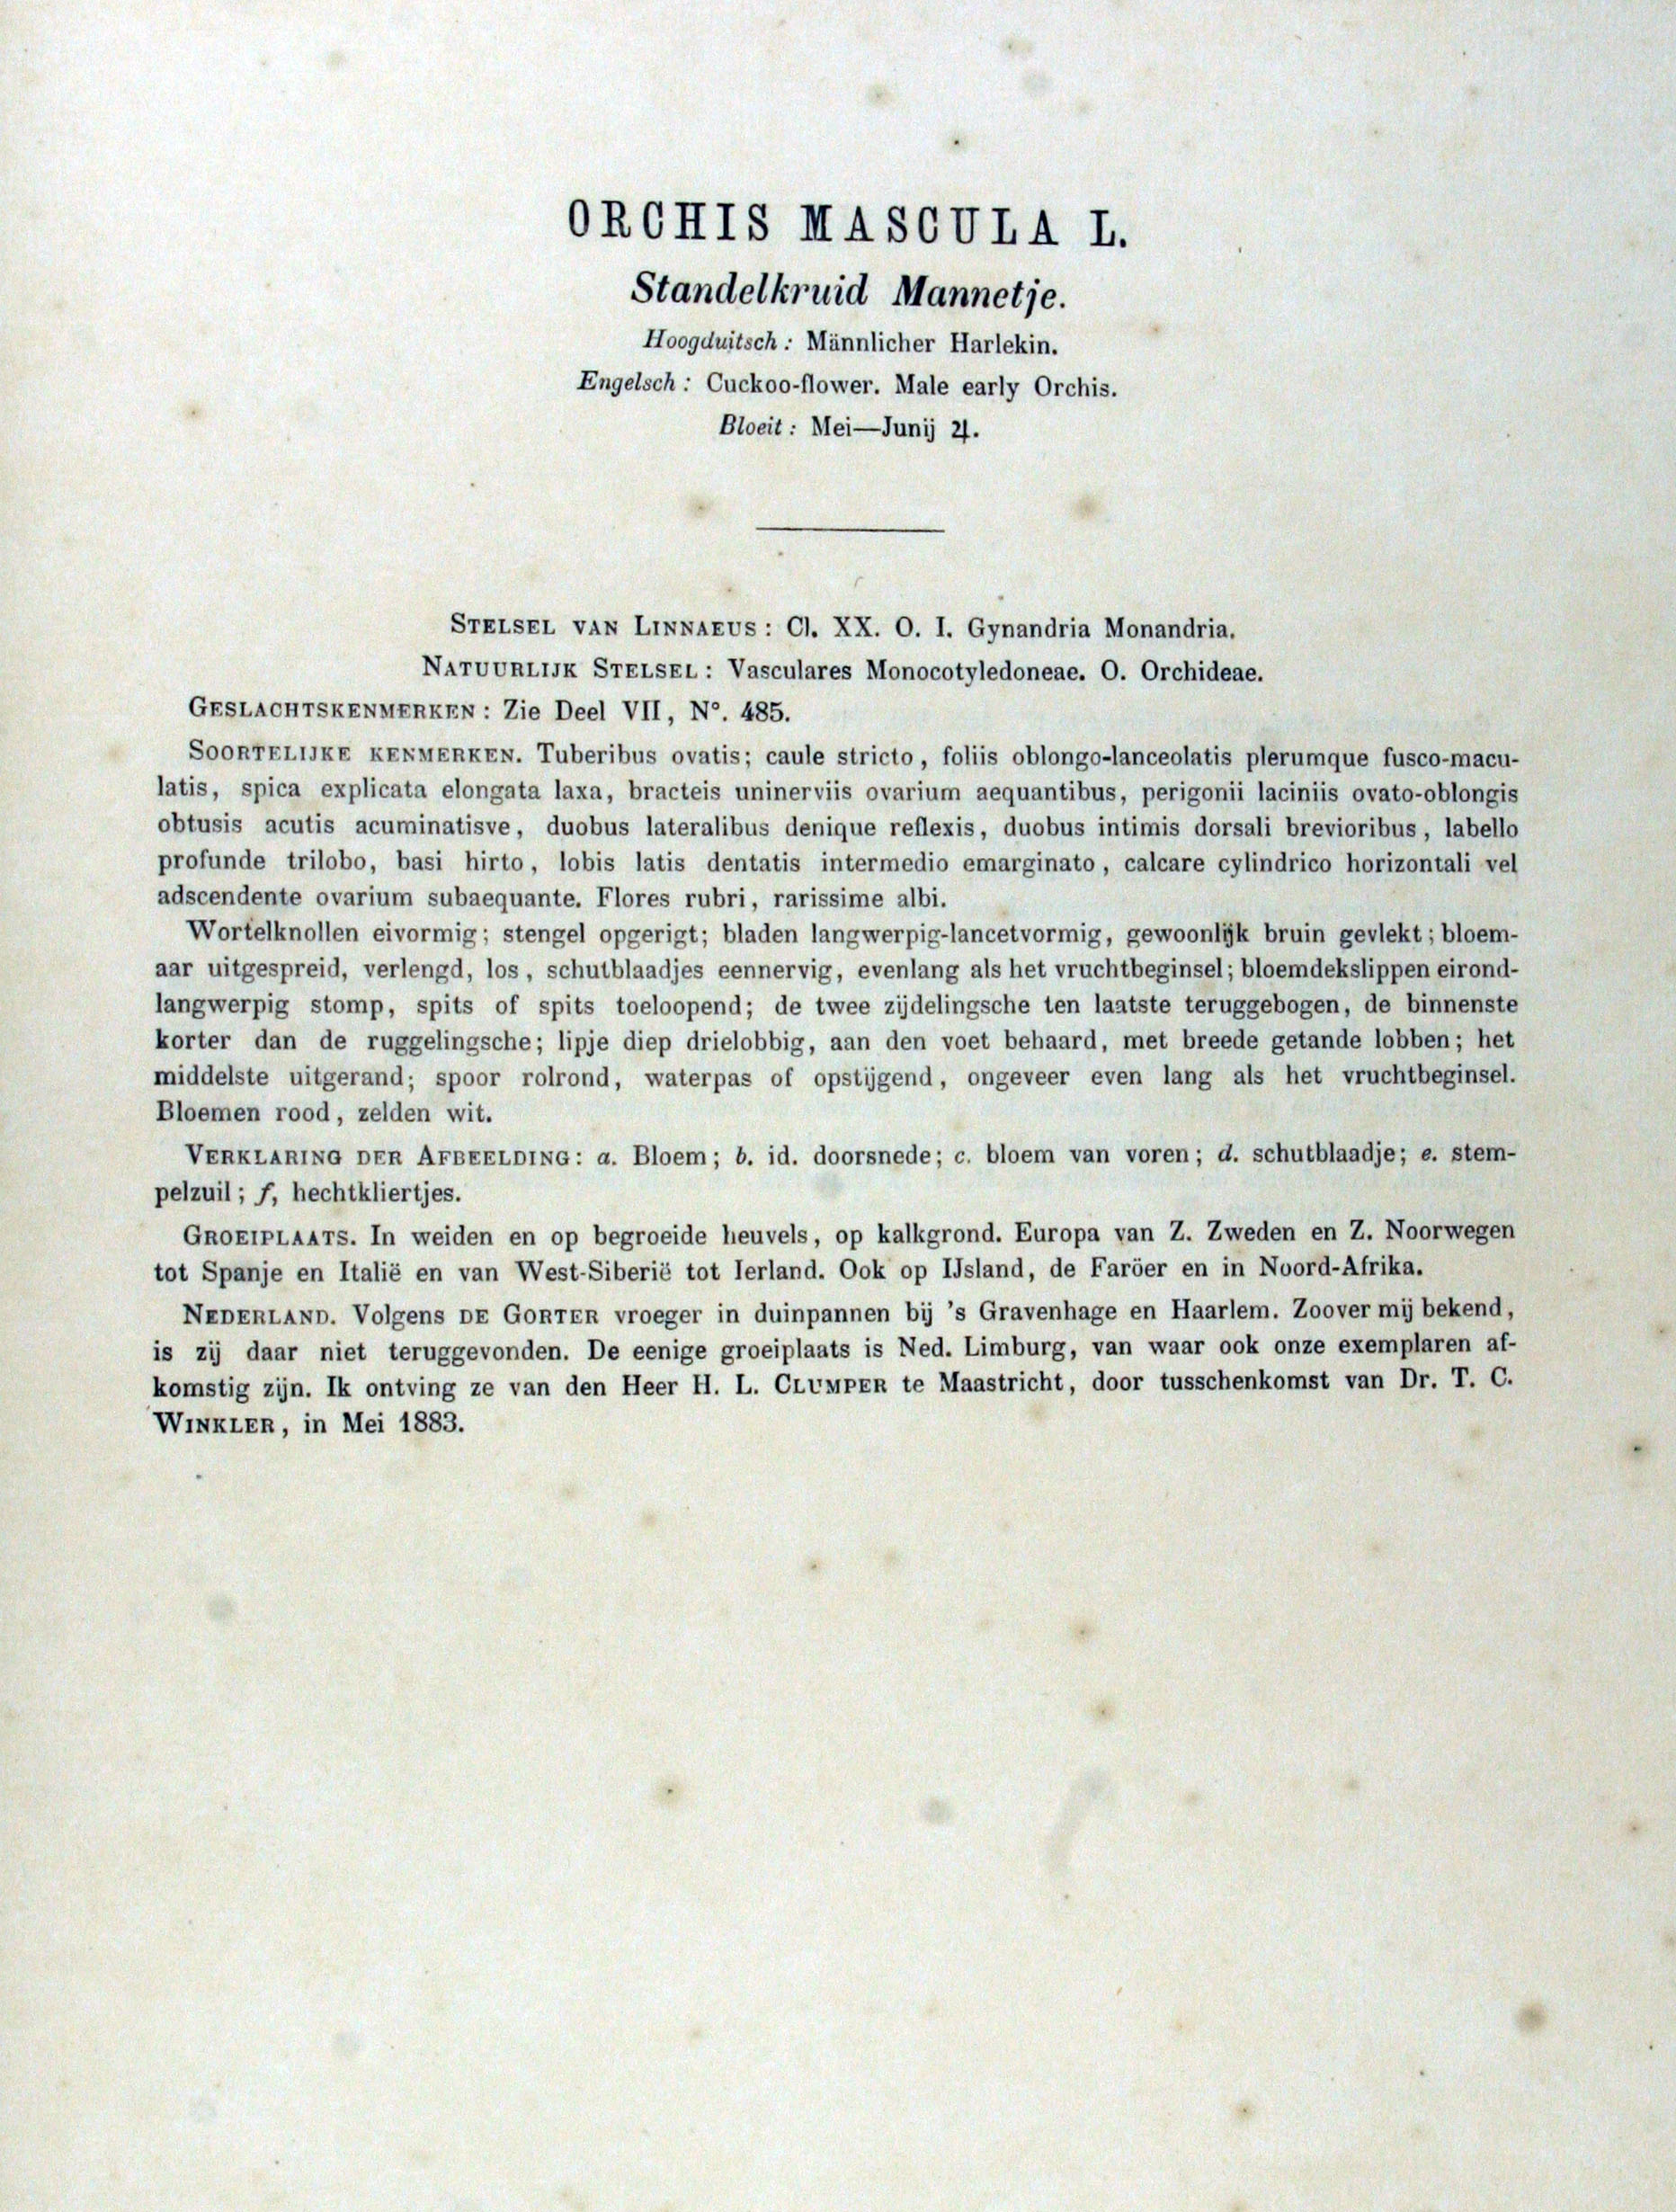 ORCHIS MASCULA L.
Standelkruid Mannetje.
Hoogduitsch: Männlicher Harlekin.
Engelsch: Cuckoo-flower. Male early Orchis.
Bloeit: Mei—Junij ♃.
STELSEL VAN LINNAEUS: Cl. XX. O. I. Gynandria Monandria.
NATUURLIJK STELSEL: Vasculares Monocotyledoneae. O. Orchideae.
GESLACHTSKENMERKEN: Zie Deel VII, N°. 485.
SOORTELIJKE KENMERKEN. Tuberibus ovatis; caule stricto, foliis oblongo-lanceolatis plerumque fusco-macu-
latis, spica explicata elongata laxa, bracteis uninerviis ovarium aequantibus, perigonii laciniis ovato-oblongis
obtusis acutis acuminatisve, duobus lateralibus denique reflexis, duobus intimis dorsali brevioribus, labello
profunde trilobo, basi hirto, lobis latis dentatis intermedio emarginato, calcare cylindrico horizontali vel
adscendente ovarium subaequante. Flores rubri, rarissime albi.
Wortelknollen eivormig; stengel opgerigt; bladen langwerpig-lancetvormig, gewoonlijk bruin gevlekt; bloem-
aar uitgespreid, verlengd, los, schutblaadjes eennervig, evenlang als het vruchtbeginsel; bloemdekslippen eirond-
langwerpig stomp, spits of spits toeloopend; de twee zijdelingsche ten laatste teruggebogen, de binnenste
korter dan de ruggelingsche; lipje diep drielobbig, aan den voet behaard, met breede getande lobben; het
middelste uitgerand; spoor rolrond, waterpas of opstijgend, ongeveer even lang als het vruchtbeginsel.
Bloemen rood, zelden wit.
VERKLARING DER AFBEELDING: a. Bloem; b. id. doorsnede; c. bloem van voren; d. schutblaadje; e. stem-
pelzuil; f, hechtkliertjes.
GROEIPLAATS. In weiden en op begroeide heuvels, op kalkgrond. Europa van Z. Zweden en Z. Noorwegen
tot Spanje en Italië en van West-Siberië tot Ierland. Ook op IJsland, de Faröer en in Noord-Afrika.
NEDERLAND. Volgens DE GORTER vroeger in duinpannen bij 's Gravenhage en Haarlem. Zoover mij bekend,
is zij daar niet teruggevonden. De eenige groeiplaats is Ned. Limburg, van waar ook onze exemplaren af-
komstig zijn. Ik ontving ze van den Heer H. L. CLUMPER te Maastricht, door tusschenkomst van Dr. T. C.
WINKLER, in Mei 1883.